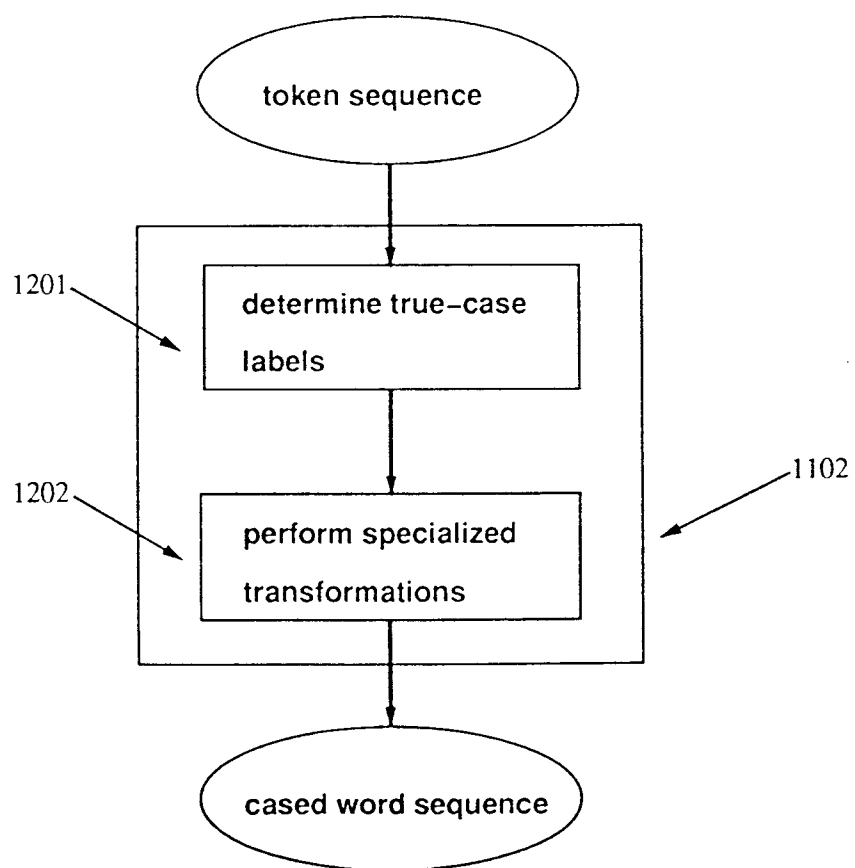 token sequence
1201
determine true–case
labels
1202
perform specialized
transformations
1102
cased word sequence